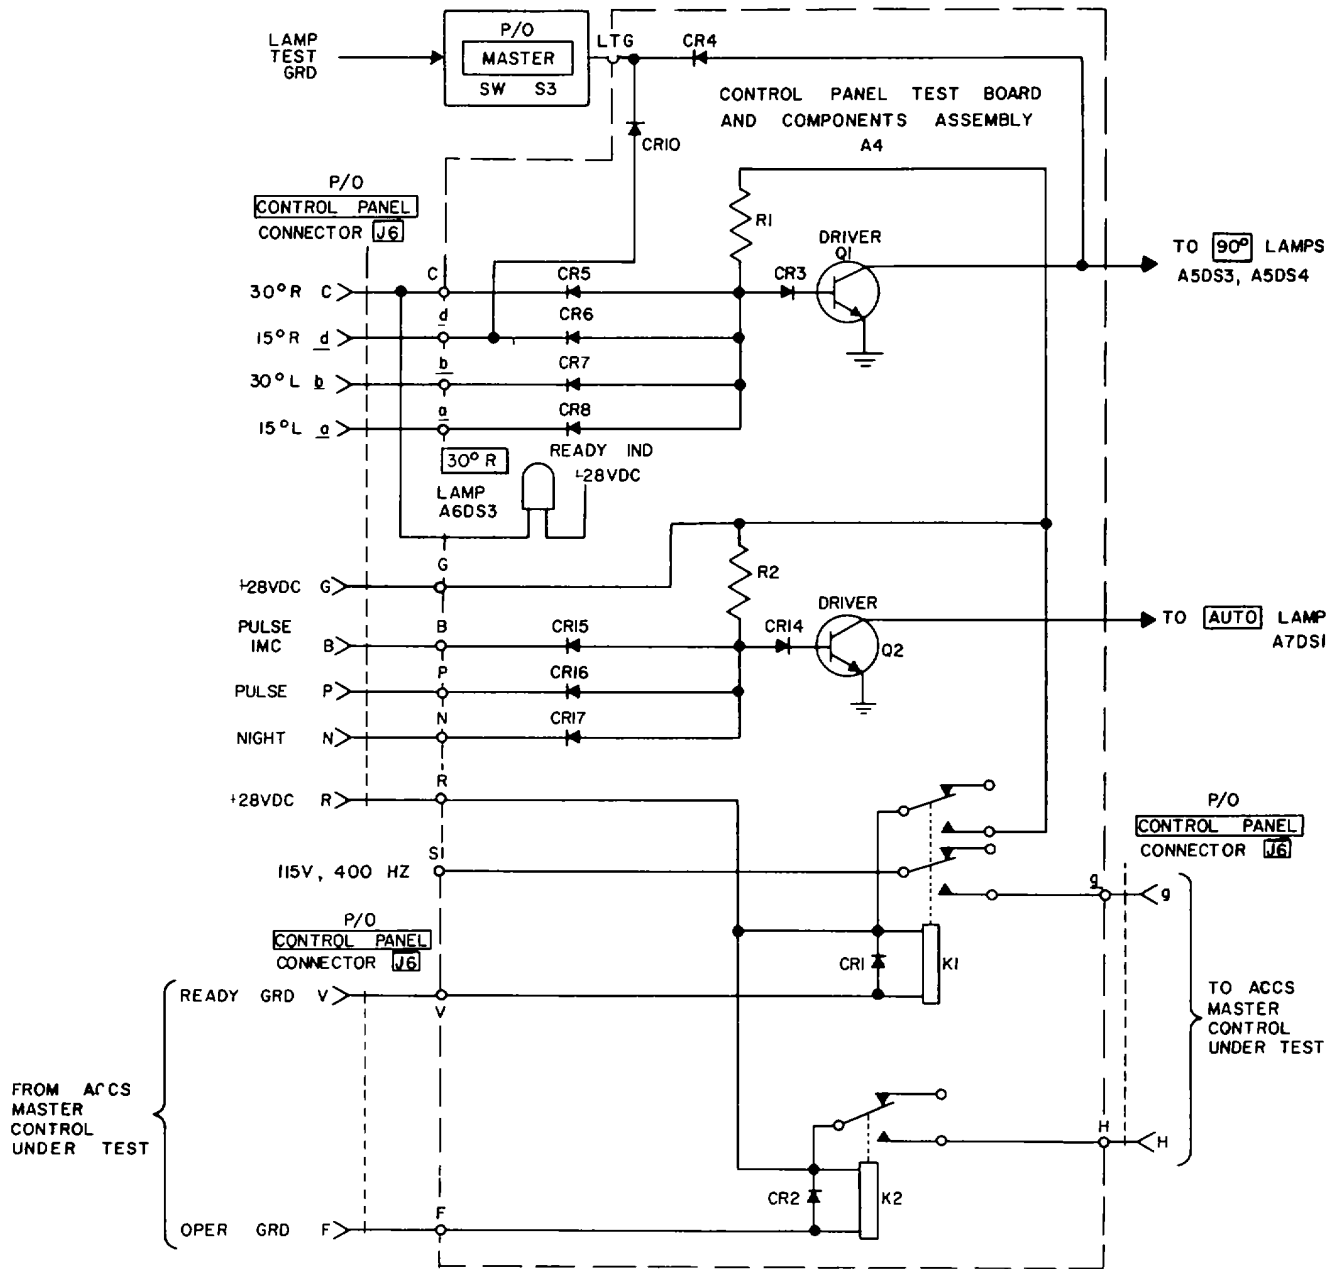 LAMP
TEST
GRD
P/O
MASTER
SW S3
LTG
CR4
CR10
CONTROL PANEL TEST BOARD
AND COMPONENTS ASSEMBLY
A4
P/O
CONTROL PANEL
CONNECTOR J6
R1
DRIVER
Q1
TO 90° LAMPS
A5DS3, A5DS4
30°R C
C
CR5
CR3
15°R d
d
CR6
30°L b
b
CR7
15°L a
a
CR8
30°R
LAMP
A6DS3
READY IND
+28VDC
+28VDC G
G
R2
DRIVER
Q2
TO AUTO LAMP
A7DS1
PULSE
IMC B
B
CR15
CR14
PULSE P
P
CR16
NIGHT N
N
CR17
+28VDC R
R
P/O
CONTROL PANEL
CONNECTOR J6
115V, 400 HZ
S1
g
g
P/O
CONTROL PANEL
CONNECTOR J6
CR1
K1
READY GRD V
V
TO ACCS
MASTER
CONTROL
UNDER TEST
FROM ACCS
MASTER
CONTROL
UNDER TEST
H
H
CR2
K2
OPER GRD F
F